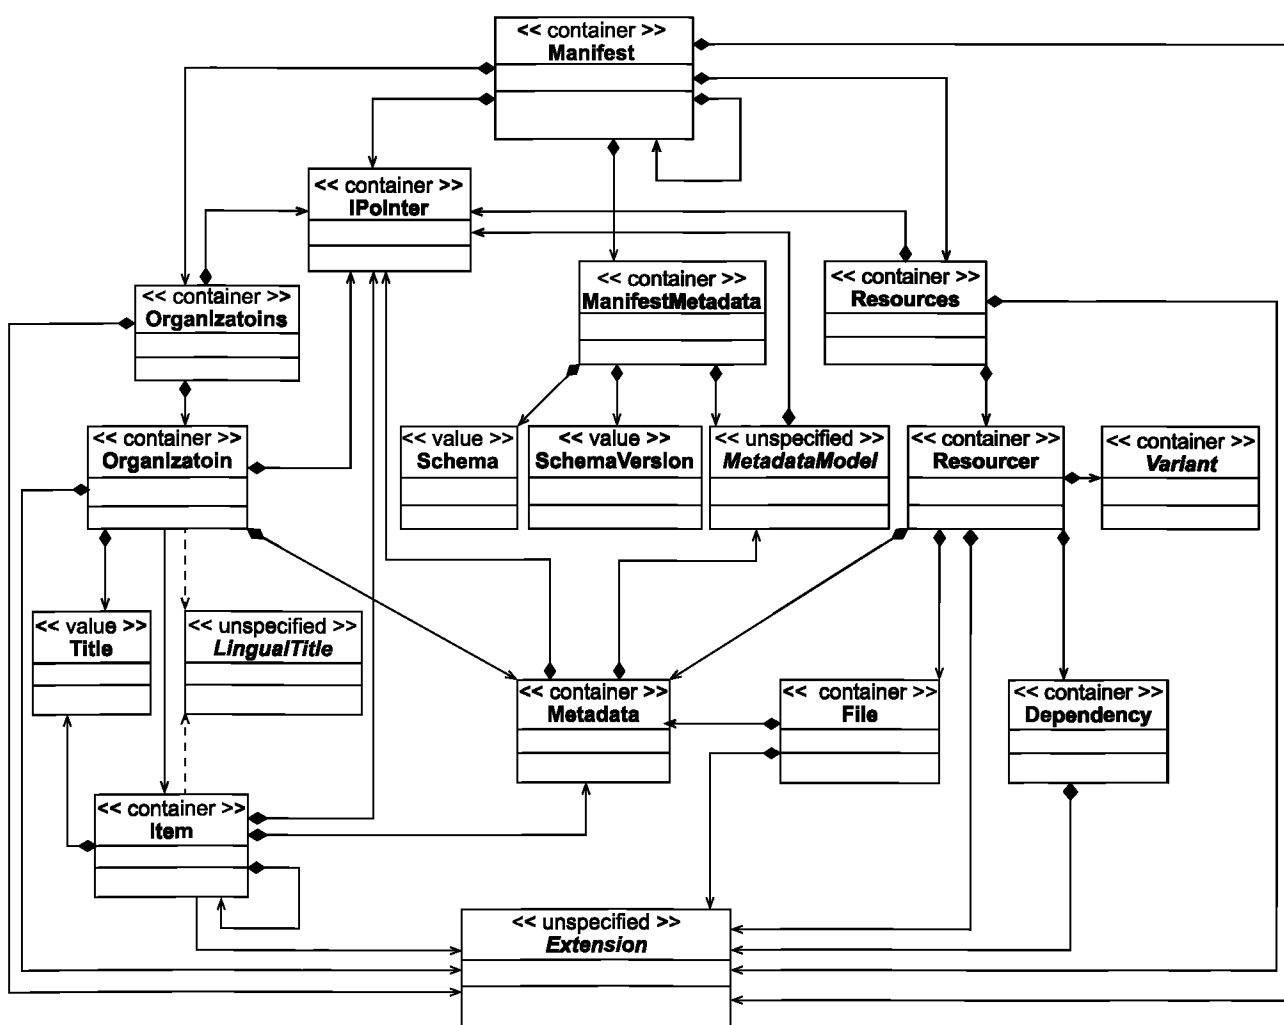 << container >>
Manifest
<< container >>
IPointer
<< container >>
Organizatoins
<< container >>
ManifestMetadata
<< container >>
Resources
<< container >>
Organizatoin
<< value >>
Schema
<< value >>
SchemaVersion
<< unspecified >>
MetadataModel
<< container >>
Resourcer
<< container >>
Variant
<< value >>
Title
<< unspecified >>
LingualTitle
<< container >>
Metadata
<< container >>
File
<< container >>
Dependency
<< container >>
Item
<< unspecified >>
Extension